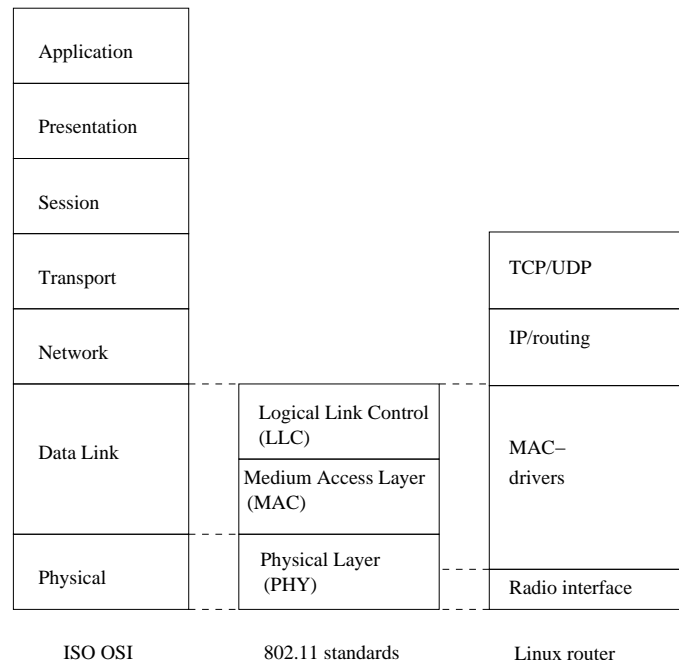 Application
Presentation
Session
Transport
Network
Data Link
Physical
ISO OSI
Logical Link Control
(LLC)
Medium Access Layer
(MAC)
Physical Layer
(PHY)
802.11 standards
TCP/UDP
IP/routing
MAC−
drivers
Radio interface
Linux router